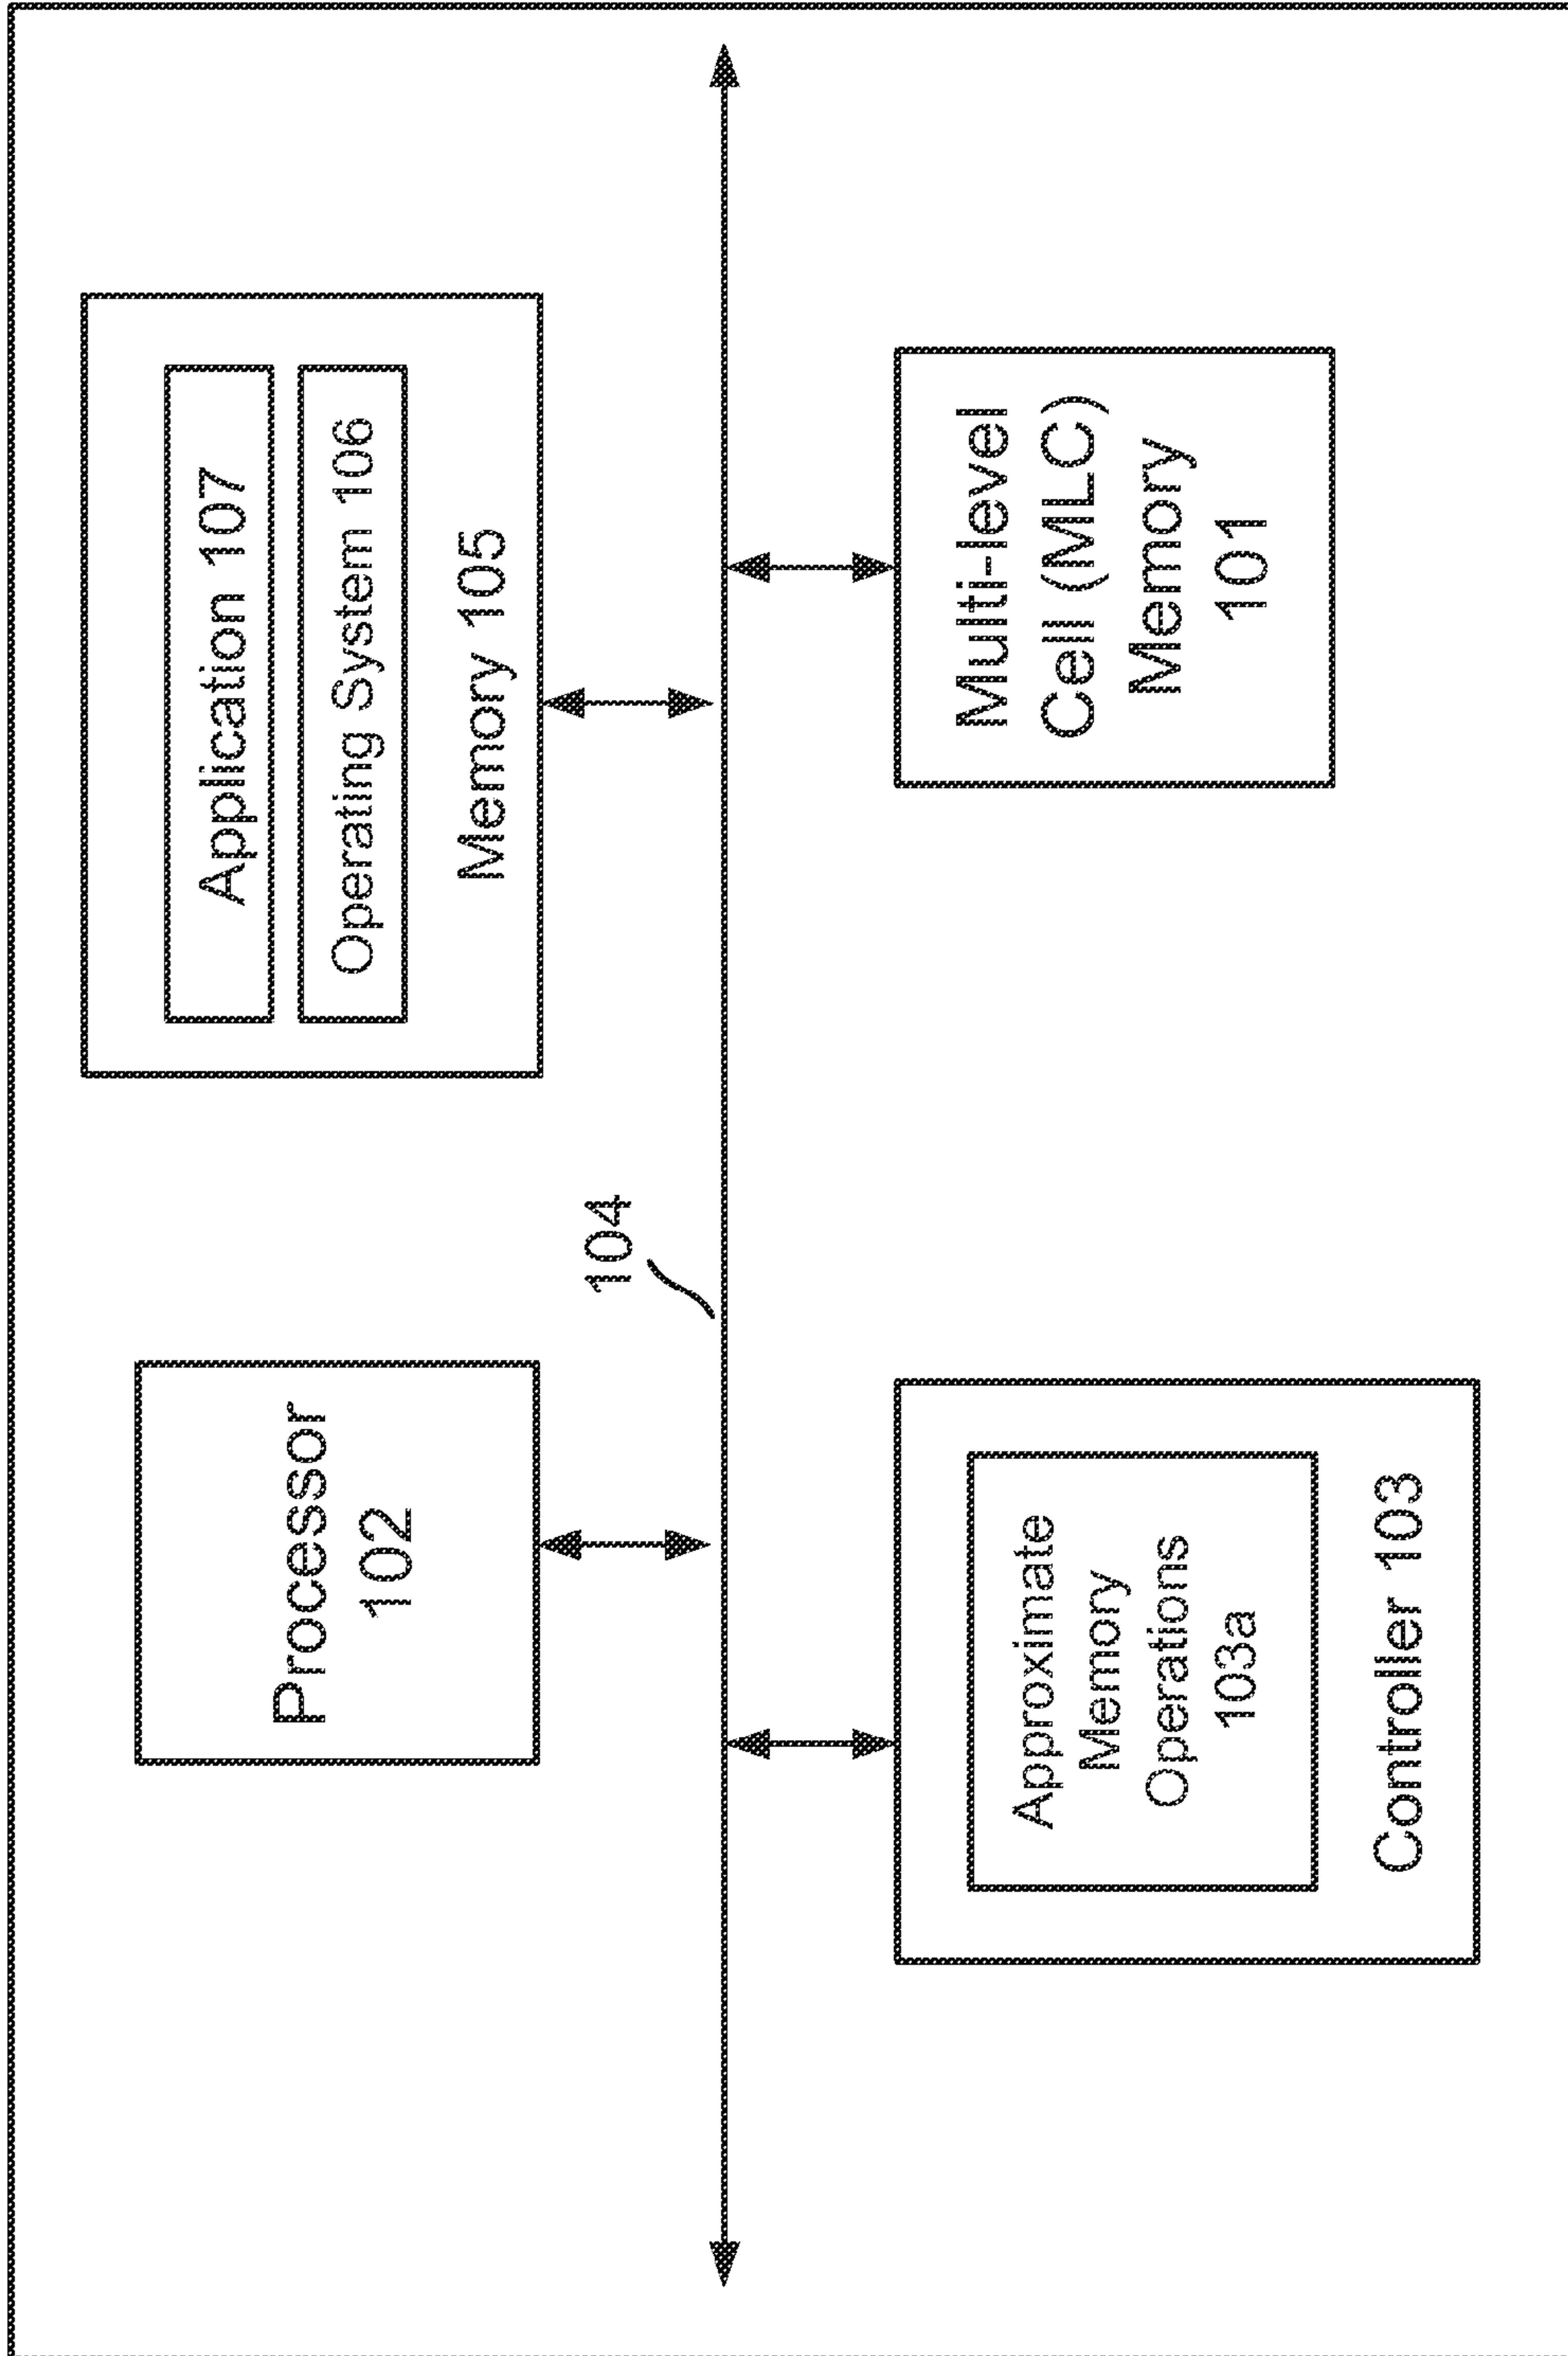 Processor
102
Application 107
Operating System 106
Memory 105
104
Approximate
Memory
Operations
103a
Controller 103
Multi-level
Cell (MLC)
Memory
101